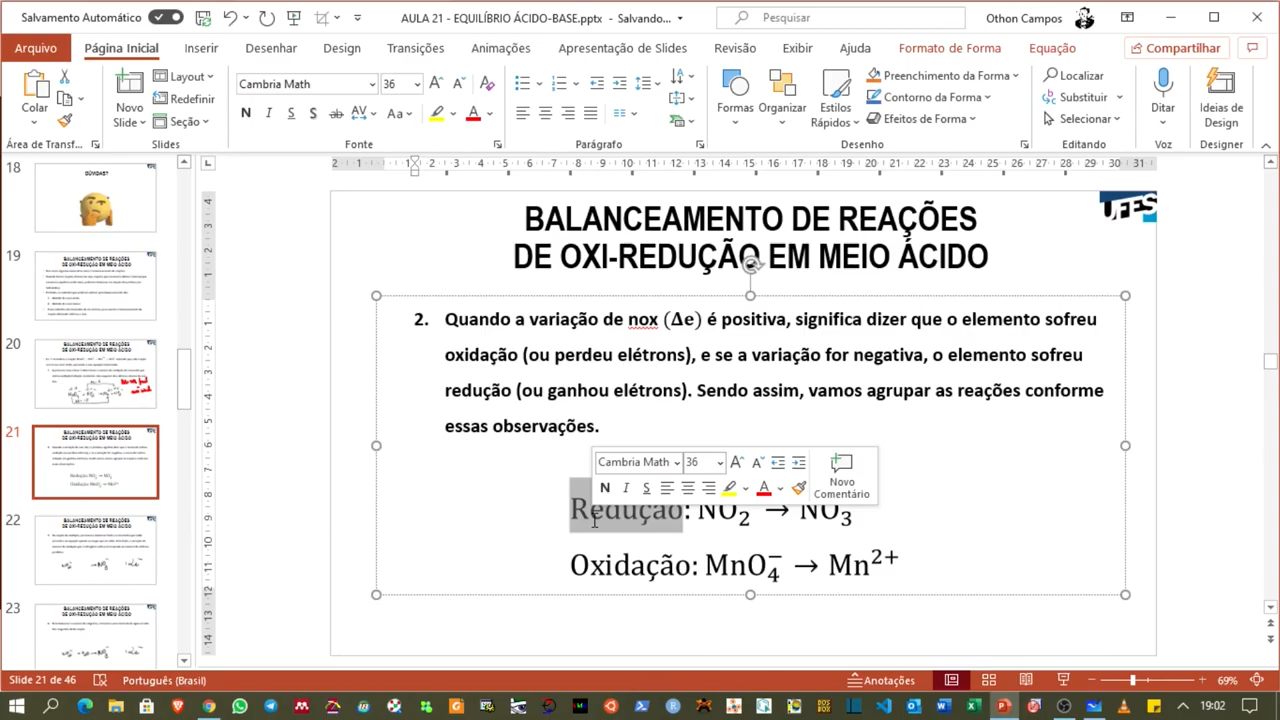 Salvamento Automático
AULA 21 - EQUILÍBRIO ÁCIDO-BASE.pptx - Salvando...
Pesquisar
Othon Campos
Arquivo
Página Inicial
Inserir
Desenhar
Design
Transições
Animações
Apresentação de Slides
Revisão
Exibir
Ajuda
Formato de Forma
Equação
Compartilhar
Colar
Novo
Slide
Layout
Redefinir
Seção
Cambria Math
36
Formas
Organizar
Estilos
Rápidos
Preenchimento da Forma
Contorno da Forma
Efeitos de Forma
Localizar
Substituir
Selecionar
Ditar
Ideias de
Design
Área de Transf...
Slides
Fonte
Parágrafo
Desenho
Editando
Voz
Designer
18
DÚVIDAS?
19
20
21
22
23
BALANCEAMENTO DE REAÇÕES
DE OXI-REDUÇÃO EM MEIO ÁCIDO
UFES
2. Quando a variação de nox (Δe) é positiva, significa dizer que o elemento sofreu
oxidação (ou perdeu elétrons), e se a variação for negativa, o elemento sofreu
redução (ou ganhou elétrons). Sendo assim, vamos agrupar as reações conforme
essas observações.
Cambria Math
36
Novo
Comentário
Redução: NO₂ → NO₃
Oxidação: MnO₄⁻ → Mn²⁺
Slide 21 de 46
Português (Brasil)
Anotações
69%
19:02